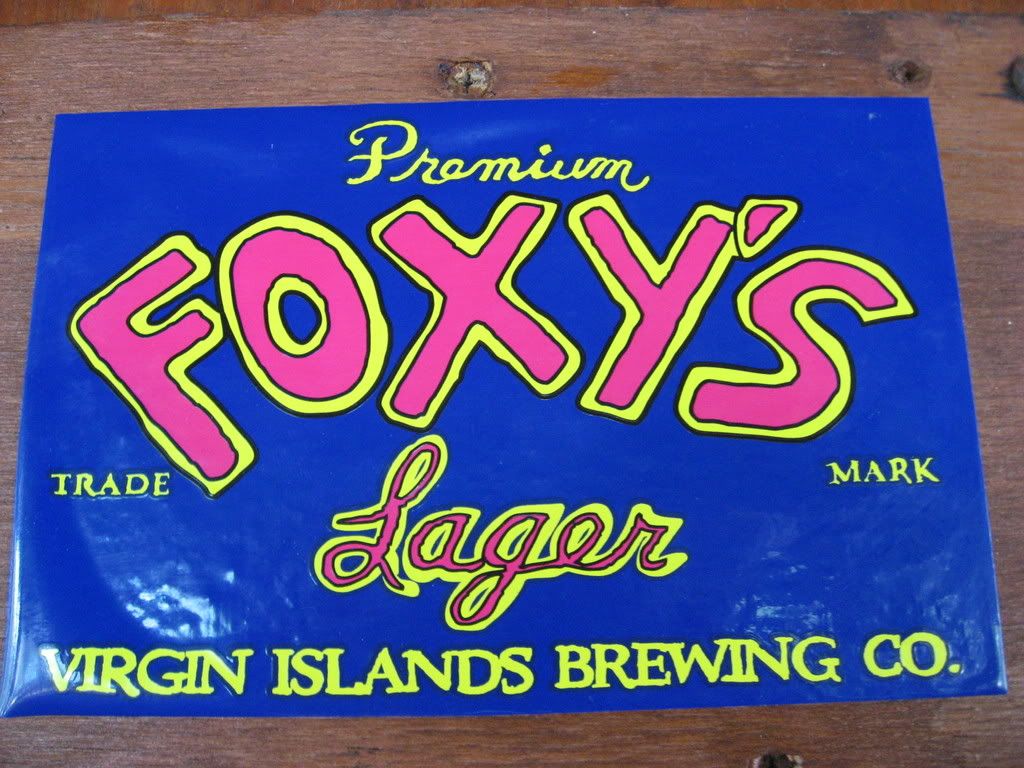 Premium
FOXY'S
TRADE MARK
Lager
VIRGIN ISLANDS BREWING CO.